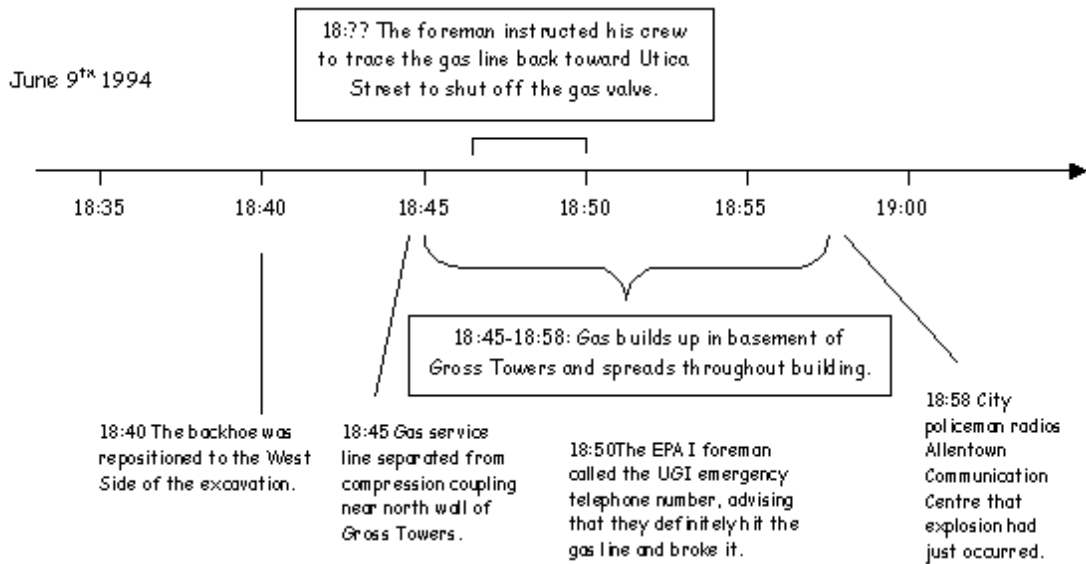 18:?? The foreman instructed his crew
to trace the gas line back toward Utica
Street to shut off the gas valve.
June 9th 1994
18:35 18:40 18:45 18:50 18:55 19:00
18:45-18:58: Gas builds up in basement of
Gross Towers and spreads throughout building.
18:40 The backhoe was
repositioned to the West
Side of the excavation.
18:45 Gas service
line separated from
compression coupling
near north wall of
Gross Towers.
18:50The EPA I foreman
called the UGI emergency
telephone number, advising
that they definitely hit the
gas line and broke it.
18:58 City
policeman radios
Allentown
Communication
Centre that
explosion had
just occurred.